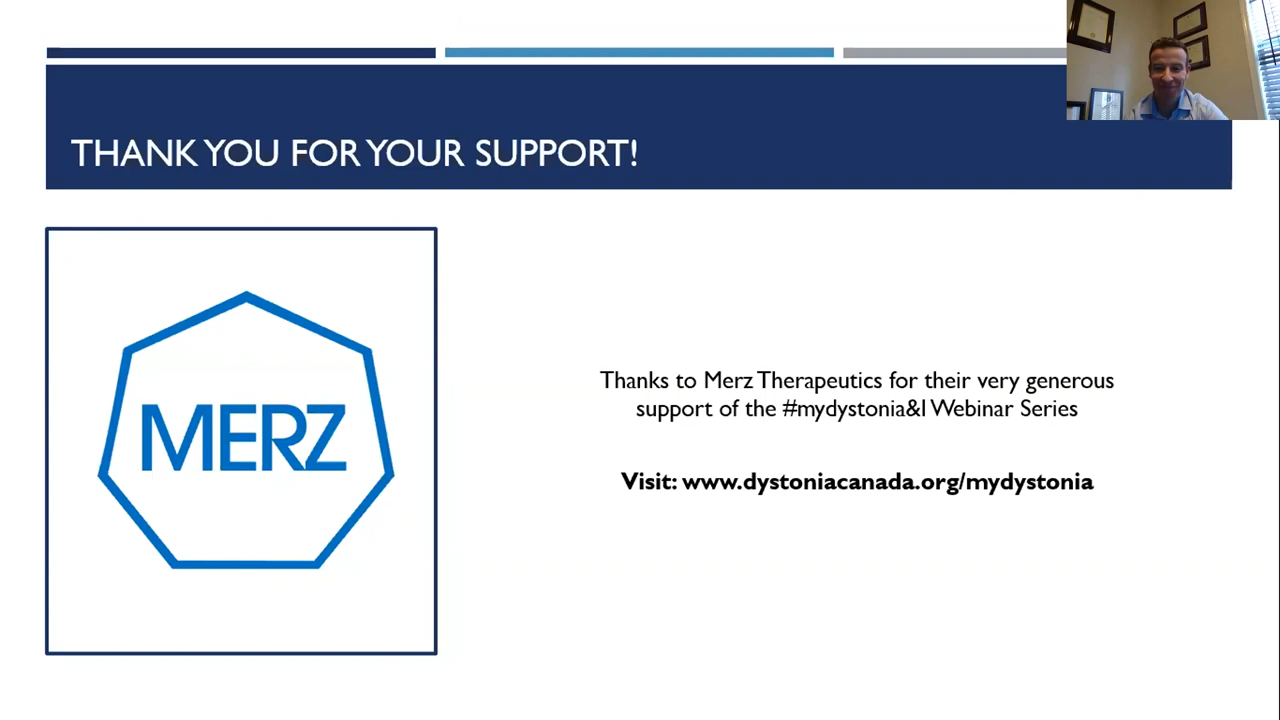 THANK YOU FOR YOUR SUPPORT!
MERZ
Thanks to Merz Therapeutics for their very generous
support of the #mydystonia&I Webinar Series
Visit: www.dystoniacanada.org/mydystonia